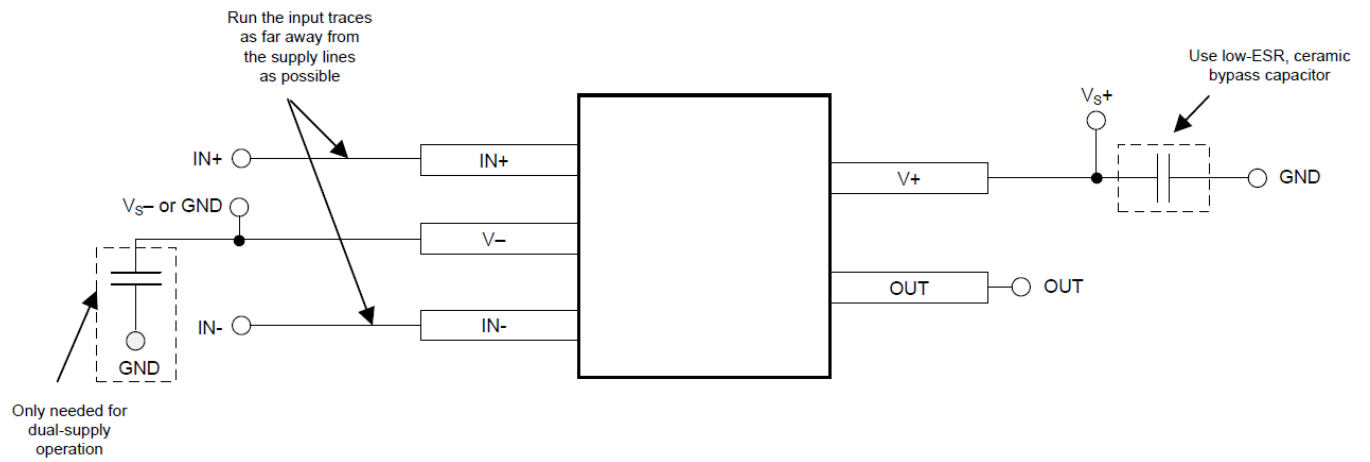 Run the input traces
as far away from
the supply lines
as possible
Use low-ESR, ceramic
bypass capacitor
VS+
IN+
IN+
V+
GND
VS– or GND
V–
OUT
OUT
IN-
IN-
GND
Only needed for
dual-supply
operation